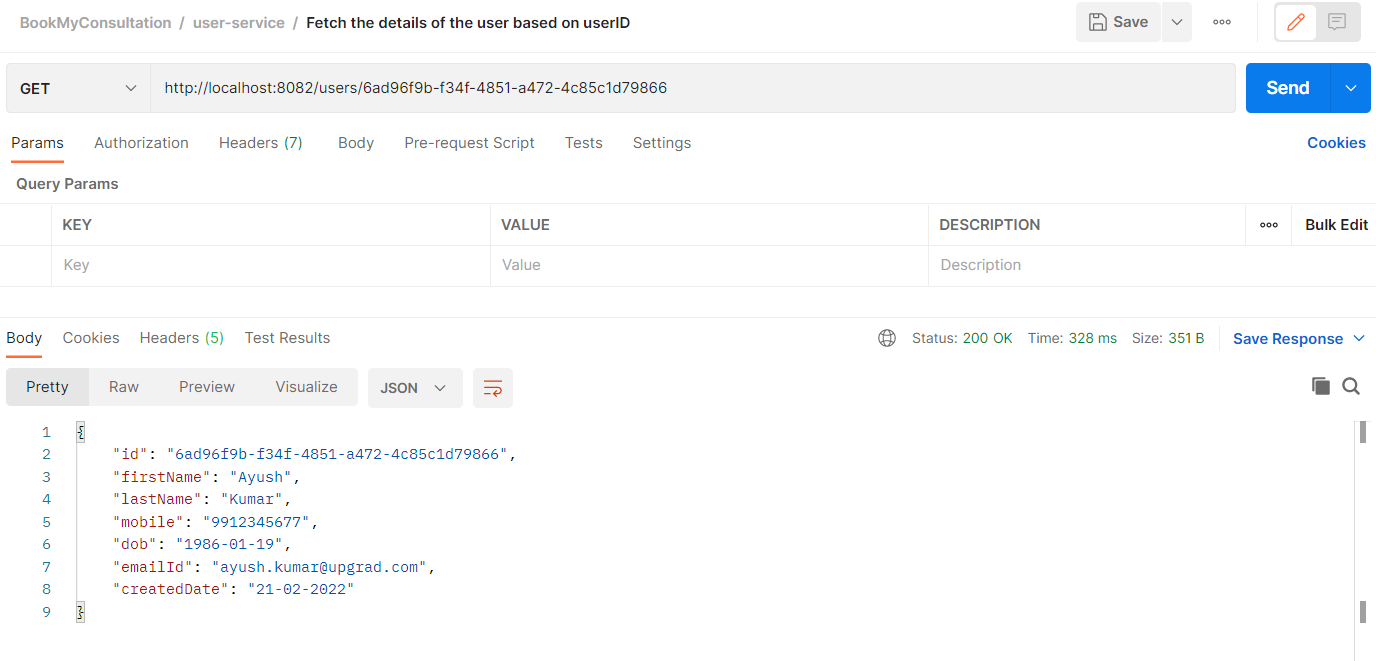 BookMyConsultation / user-service / Fetch the details of the user based on userID Save
GET http://localhost:8082/users/6ad96f9b-f34f-4851-a472-4c85c1d79866 Send
Params Authorization Headers (7) Body Pre-request Script Tests Settings Cookies
Query Params
KEY VALUE DESCRIPTION Bulk Edit
Key Value Description
Body Cookies Headers (5) Test Results Status: 200 OK Time: 328 ms Size: 351 B Save Response
Pretty Raw Preview Visualize JSON
1 {
2 "id": "6ad96f9b-f34f-4851-a472-4c85c1d79866",
3 "firstName": "Ayush",
4 "lastName": "Kumar",
5 "mobile": "9912345677",
6 "dob": "1986-01-19",
7 "emailId": "ayush.kumar@upgrad.com",
8 "createdDate": "21-02-2022"
9 }